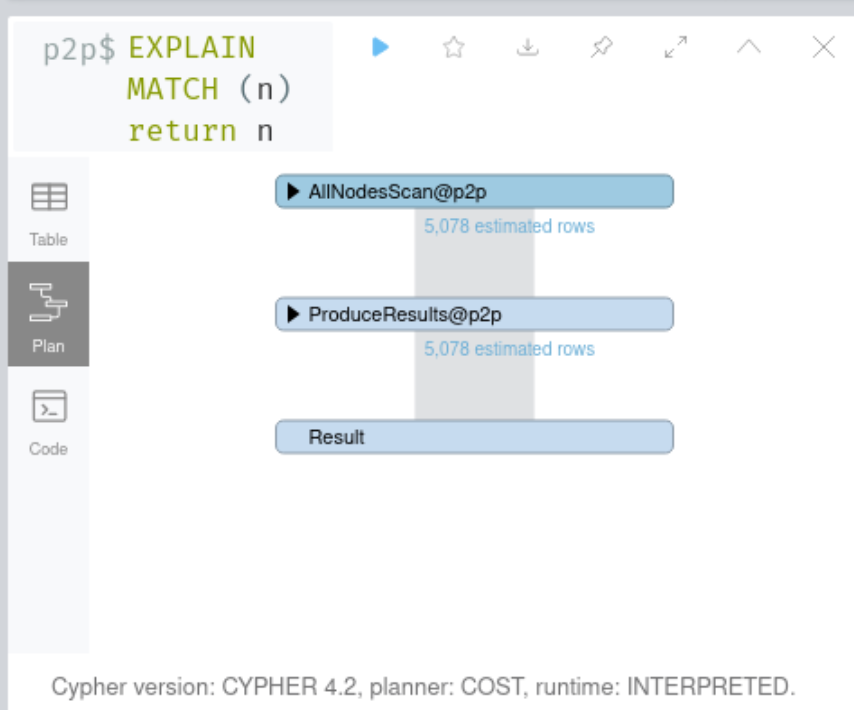 p2p$ EXPLAIN
MATCH (n)
return n
Table
Plan
Code
AllNodesScan@p2p
5,078 estimated rows
ProduceResults@p2p
5,078 estimated rows
Result
Cypher version: CYPHER 4.2, planner: COST, runtime: INTERPRETED.